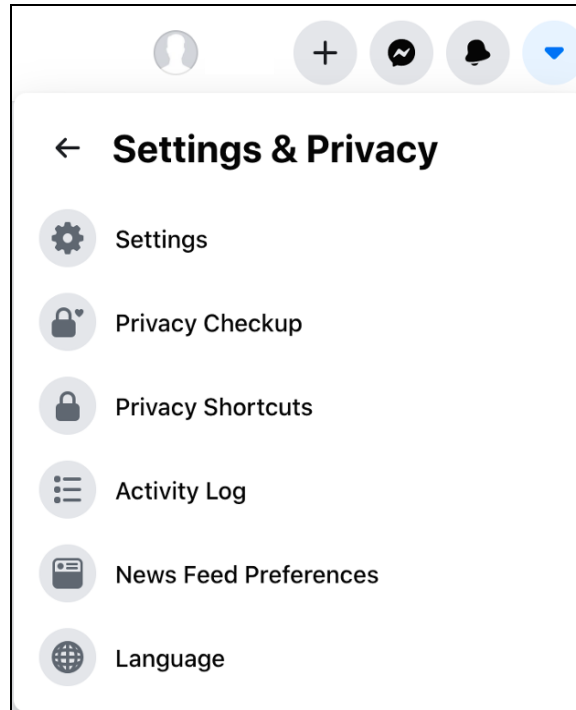 Settings & Privacy
Settings
Privacy Checkup
Privacy Shortcuts
Activity Log
News Feed Preferences
Language